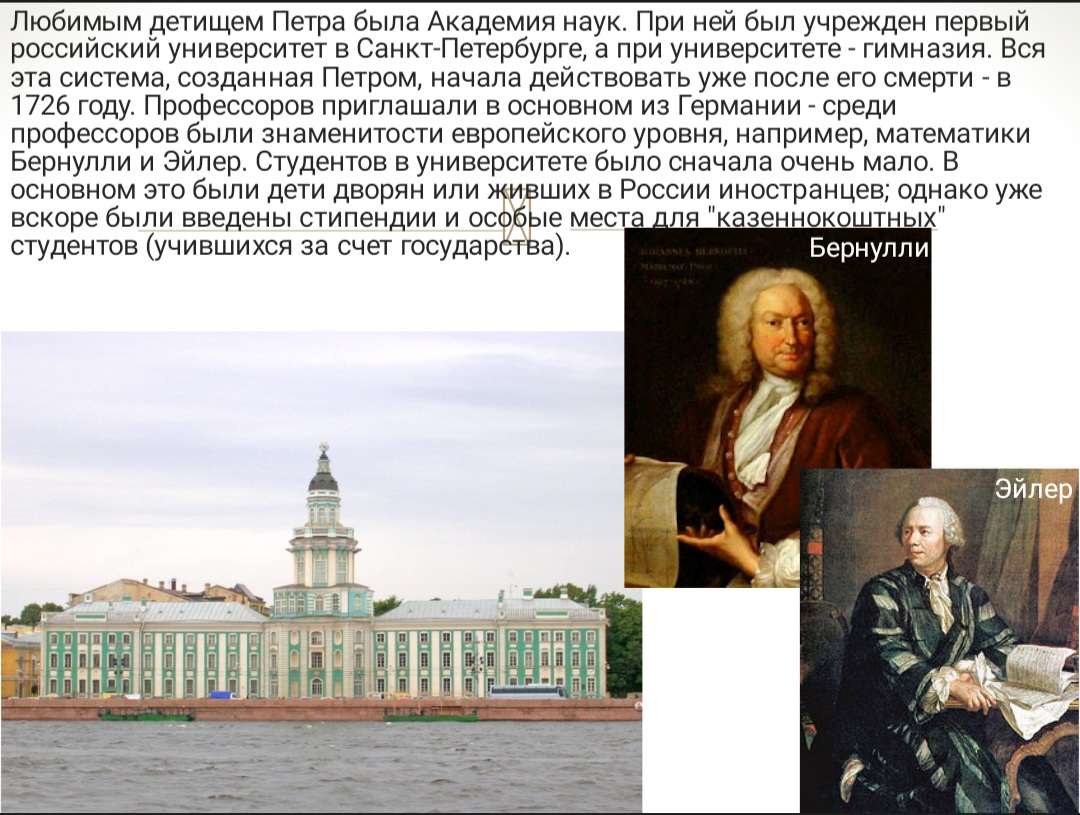 Любимым детищем Петра была Академия наук. При ней был учрежден первый
российский университет в Санкт-Петербурге, а при университете - гимназия. Вся
эта система, созданная Петром, начала действовать уже после его смерти - в
1726 году. Профессоров приглашали в основном из Германии - среди
профессоров были знаменитости европейского уровня, например, математики
Бернулли и Эйлер. Студентов в университете было сначала очень мало. В
основном это были дети дворян или живших в России иностранцев; однако уже
вскоре были введены стипендии и особые места для "казеннокоштных"
студентов (учившихся за счет государства).
Бернулли
Эйлер